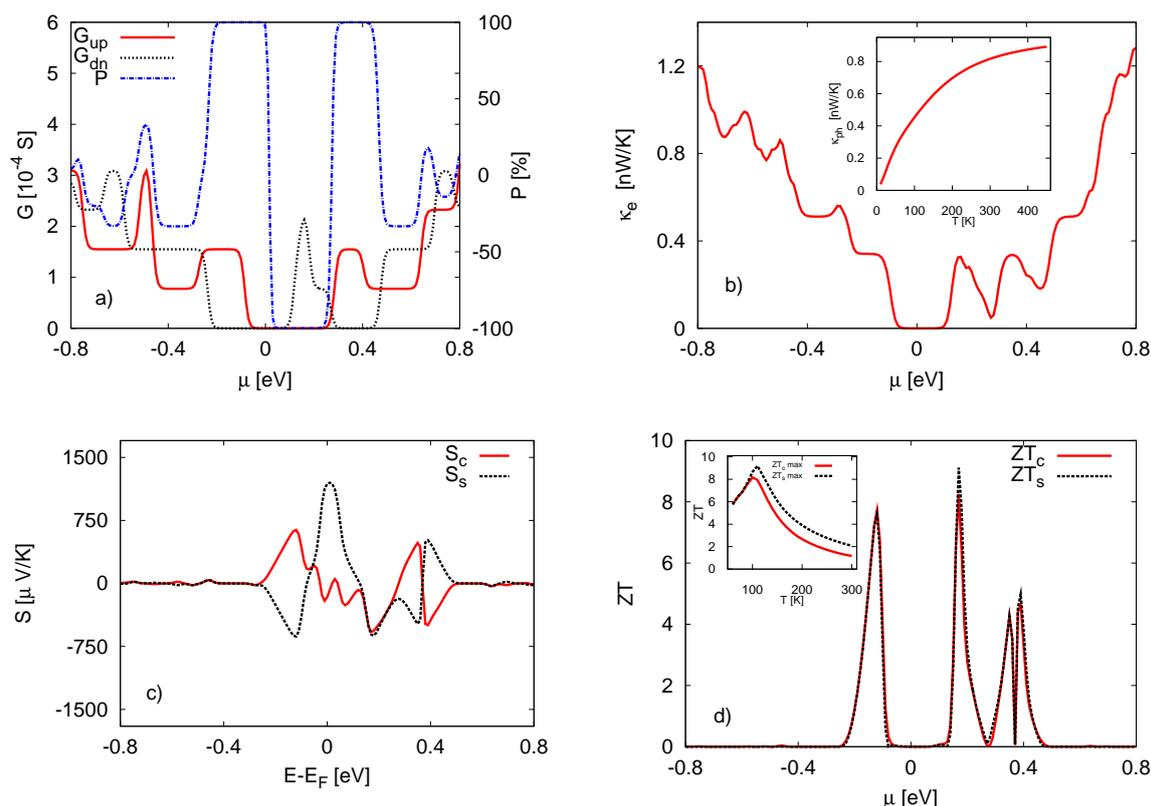 6
5
4
3
2
1
0
G [10⁻⁴ S]
G_up
G_dn
P
100
50
0
-50
-100
P [%]
a)
-0.8 -0.4 0 0.4 0.8
μ [eV]
1.2
0.8
0.4
0
κ_e [nW/K]
0.8
0.6
0.4
0.2
0
κ_ph [nW/K]
0 100 200 300 400
T [K]
b)
-0.8 -0.4 0 0.4 0.8
μ [eV]
1500
750
0
-750
-1500
S [μ V/K]
S_c
S_s
c)
-0.8 -0.4 0 0.4 0.8
E-E_F [eV]
10
8
6
4
2
0
ZT
ZT_c
ZT_s
10
8
6
4
2
0
ZT
ZT_c max
ZT_s max
100 200 300
T [K]
d)
-0.8 -0.4 0 0.4 0.8
μ [eV]